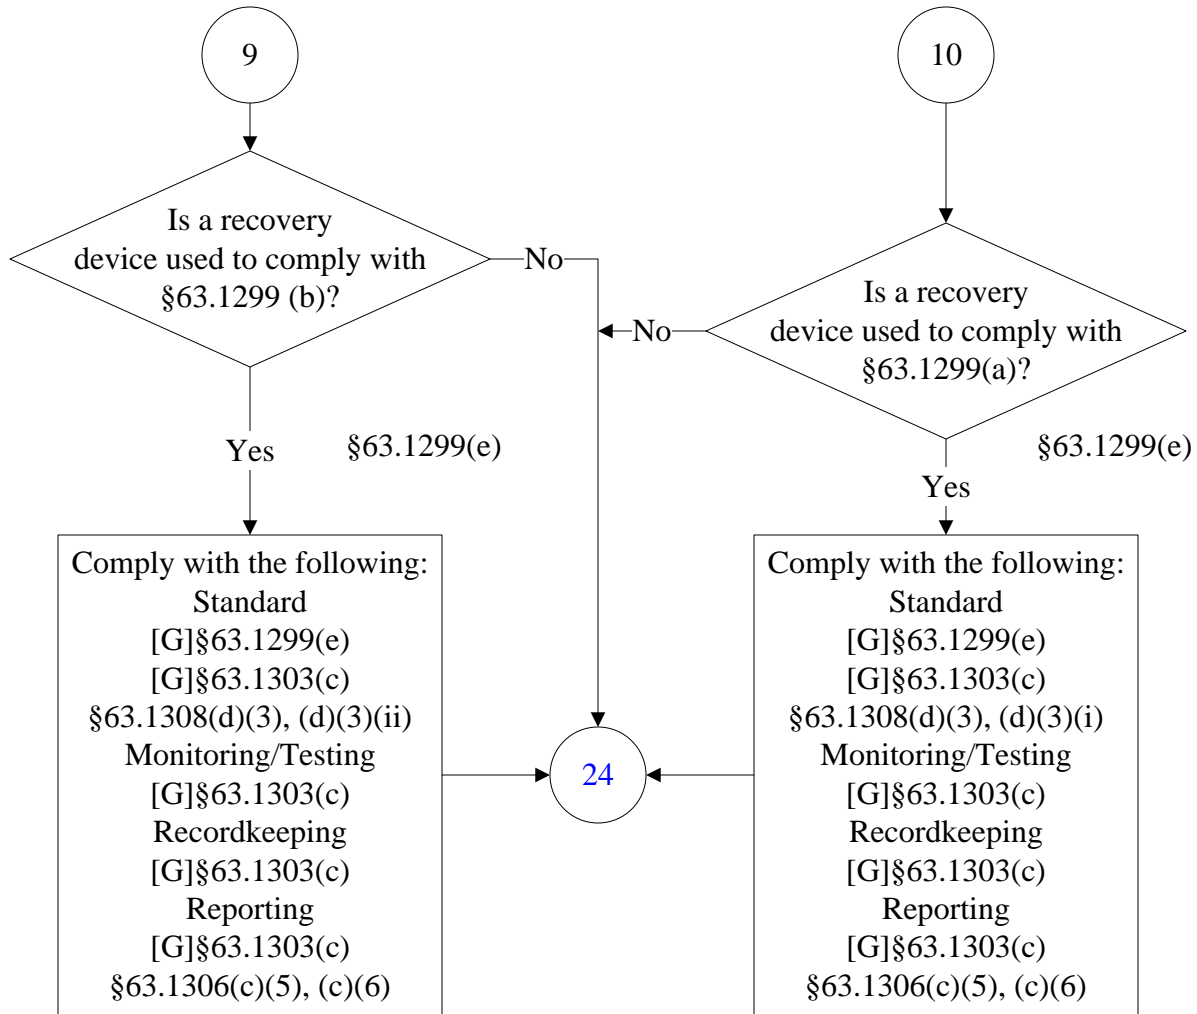 9
Is a recovery
device used to comply with
§63.1299 (b)?
No
Yes
§63.1299(e)
Comply with the following:
Standard
[G]§63.1299(e)
[G]§63.1303(c)
§63.1308(d)(3), (d)(3)(ii)
Monitoring/Testing
[G]§63.1303(c)
Recordkeeping
[G]§63.1303(c)
Reporting
[G]§63.1303(c)
§63.1306(c)(5), (c)(6)
10
Is a recovery
device used to comply with
§63.1299(a)?
No
§63.1299(e)
Yes
Comply with the following:
Standard
[G]§63.1299(e)
[G]§63.1303(c)
§63.1308(d)(3), (d)(3)(i)
Monitoring/Testing
[G]§63.1303(c)
Recordkeeping
[G]§63.1303(c)
Reporting
[G]§63.1303(c)
§63.1306(c)(5), (c)(6)
24